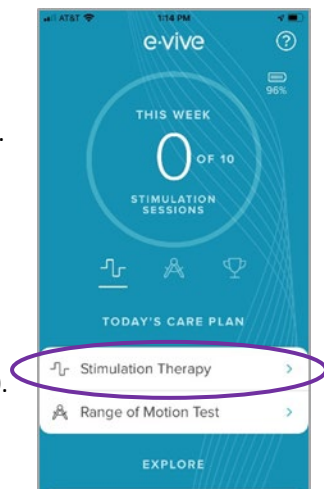 AT&T 1:14 PM
e·vive ?
96%
THIS WEEK
0 OF 10
STIMULATION
SESSIONS
TODAY'S CARE PLAN
Stimulation Therapy >
.
Range of Motion Test >
EXPLORE